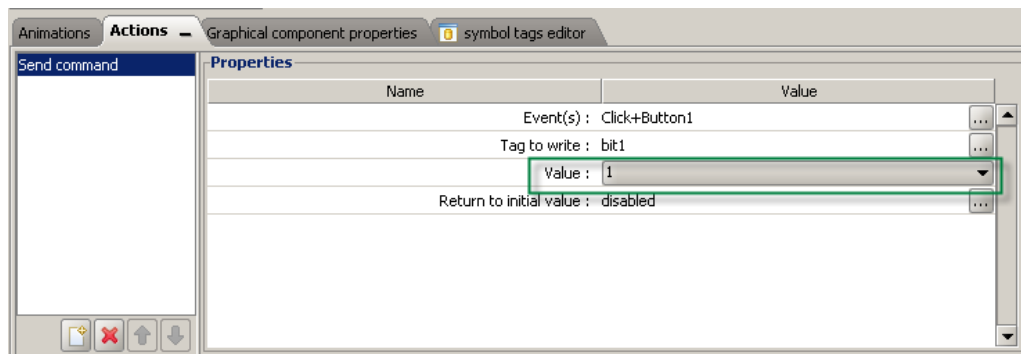 Animations Actions Graphical component properties symbol tags editor
Send command
Properties
Name Value
Event(s) : Click+Button1 ...
Tag to write : bit1 ...
Value : 1
Return to initial value : disabled ...